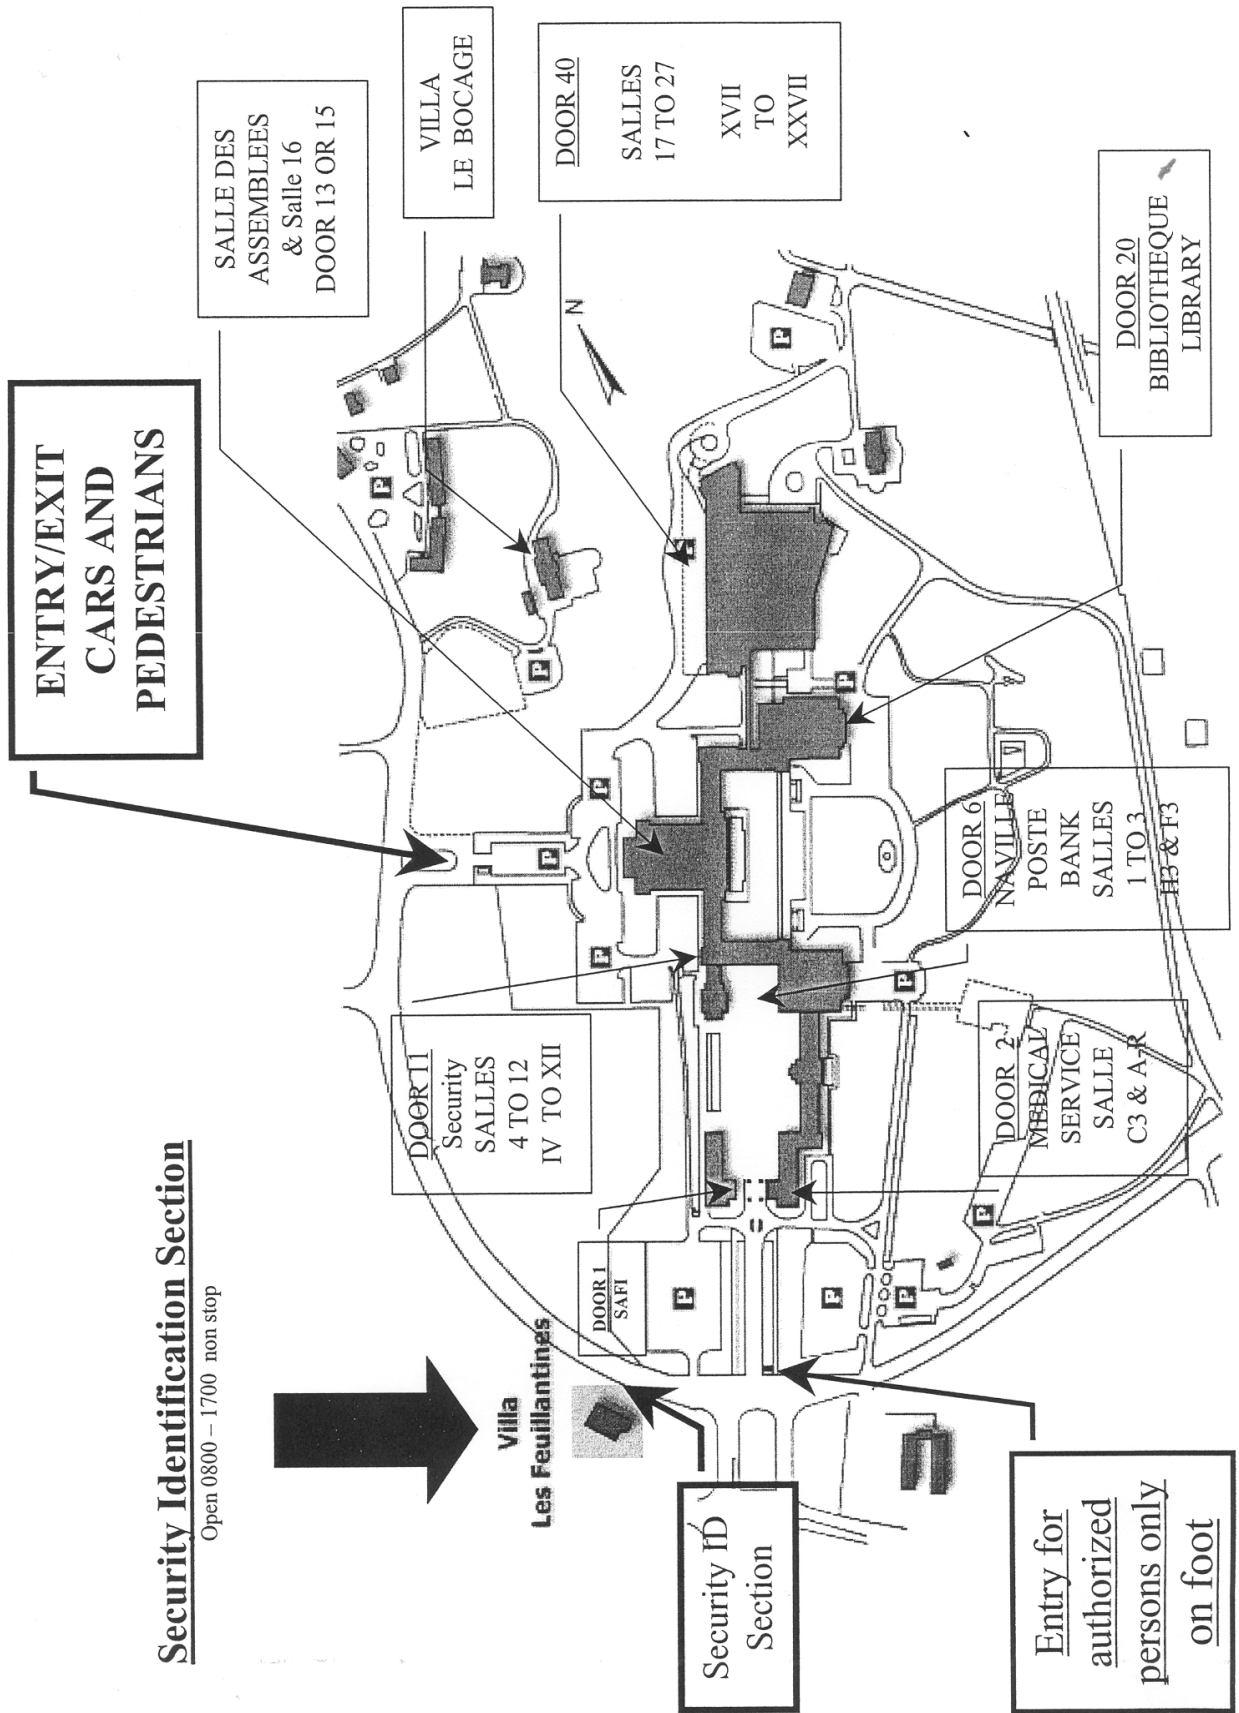 Security Identification Section
Open 0800 – 1700 non stop
ENTRY/EXIT
CARS AND
PEDESTRIANS
SALLE DES
ASSEMBLEES
& Salle 16
DOOR 13 OR 15
VILLA
LE BOCAGE
DOOR 40
SALLES
17 TO 27
XVII
TO
XXVII
DOOR 11
Security
SALLES
4 TO 12
IV TO XII
Villa
Les Feuillantines
DOOR 1
SAFI
N
P
P
P
P
P
P
P
P
P
P
P
P
P
P
Security ID
Section
Entry for
authorized
persons only
on foot
DOOR 2
MEDICAL
SERVICE
SALLE
C3 & A-R
DOOR 6
NAVILLE
POSTE
BANK
SALLES
1 TO 3
H3 & F3
DOOR 20
BIBLIOTHEQUE
LIBRARY